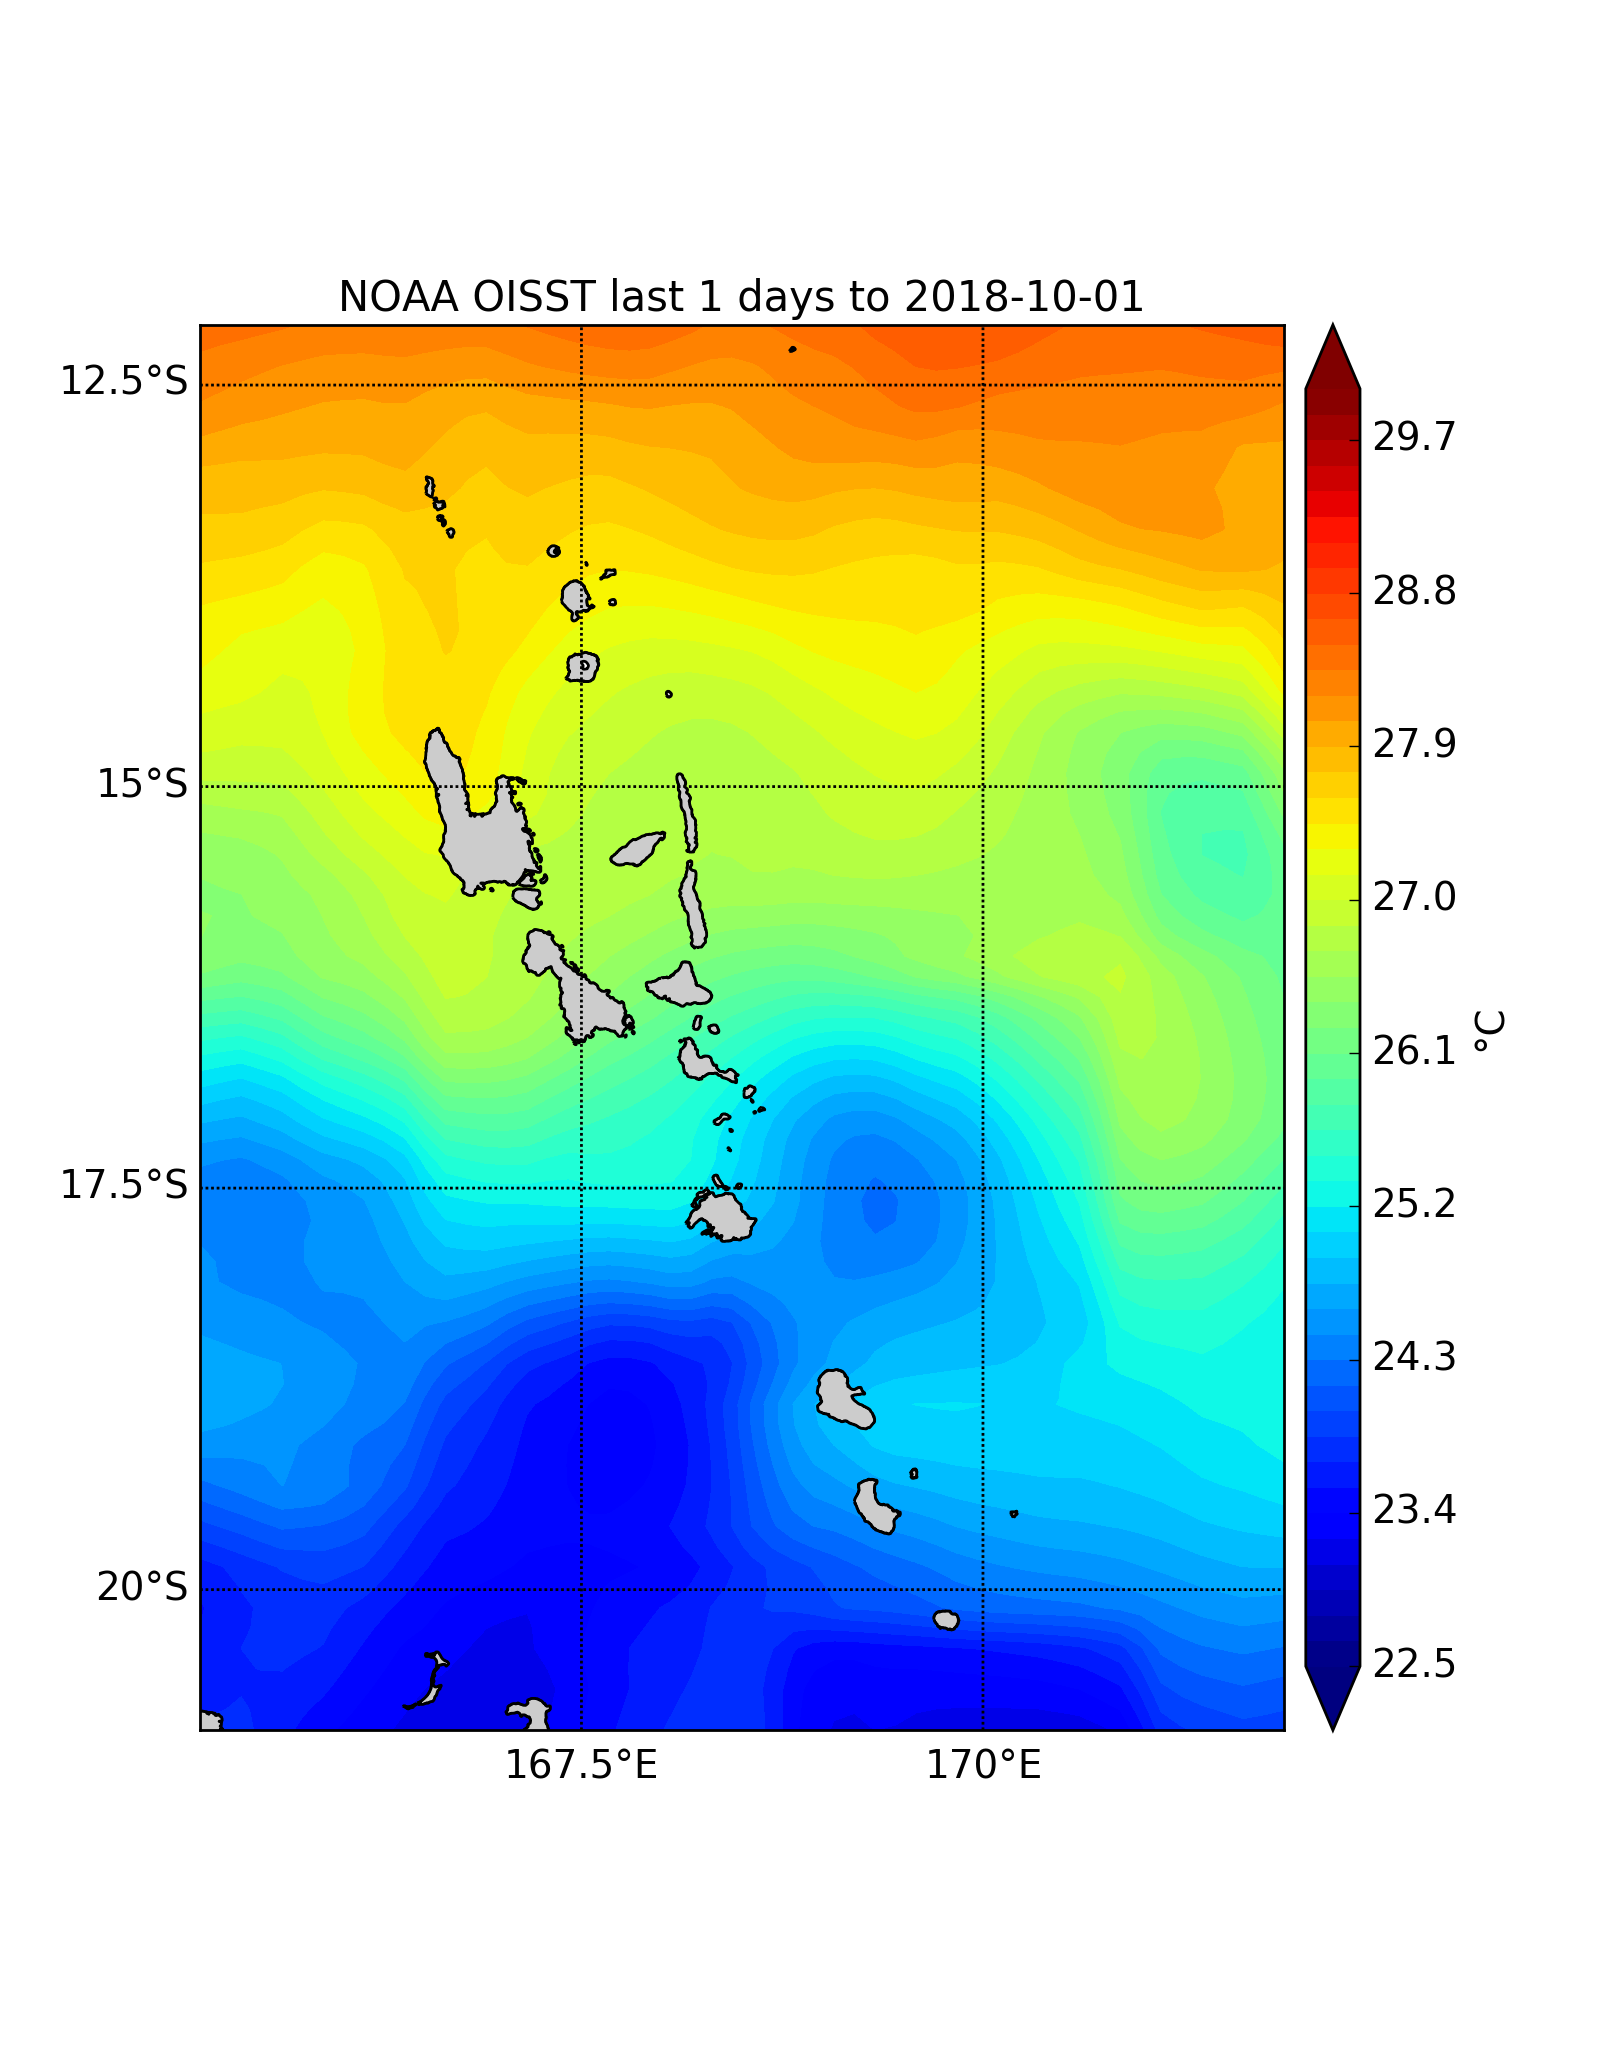 NOAA OISST last 1 days to 2018-10-01
12.5°S
15°S
17.5°S
20°S
167.5°E
170°E
29.7
28.8
27.9
27.0
26.1
25.2
24.3
23.4
22.5
°C